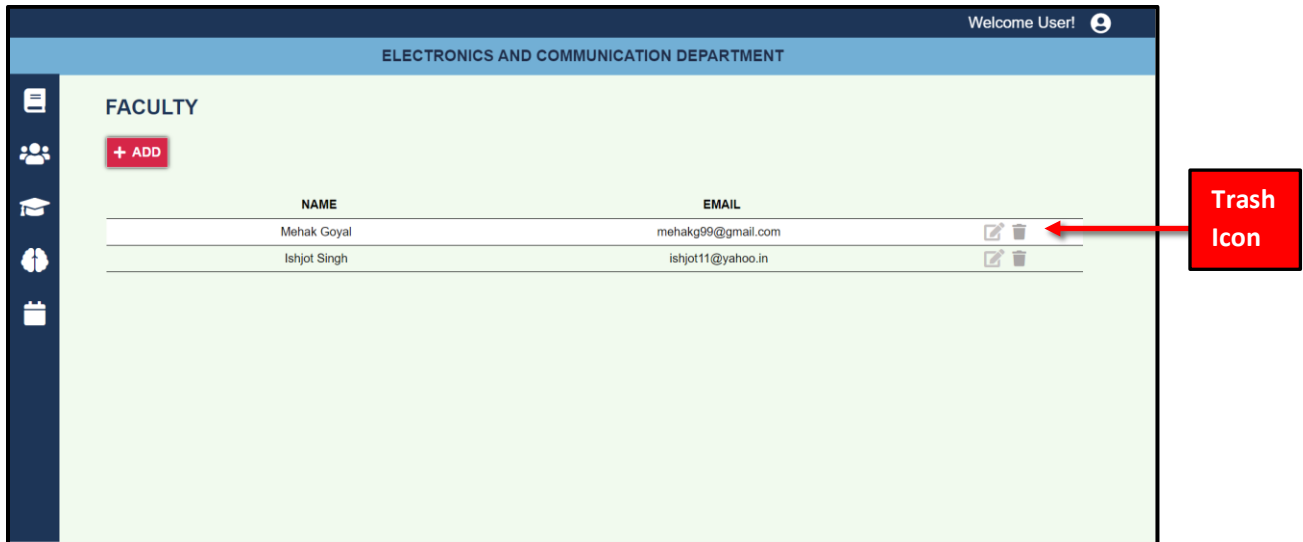 Welcome User!
ELECTRONICS AND COMMUNICATION DEPARTMENT
FACULTY
+ ADD
NAME EMAIL
Mehak Goyal mehakg99@gmail.com
Ishjot Singh ishjot11@yahoo.in
Trash
Icon